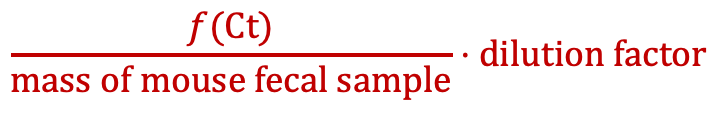 f(Ct)
mass of mouse fecal sample · dilution factor